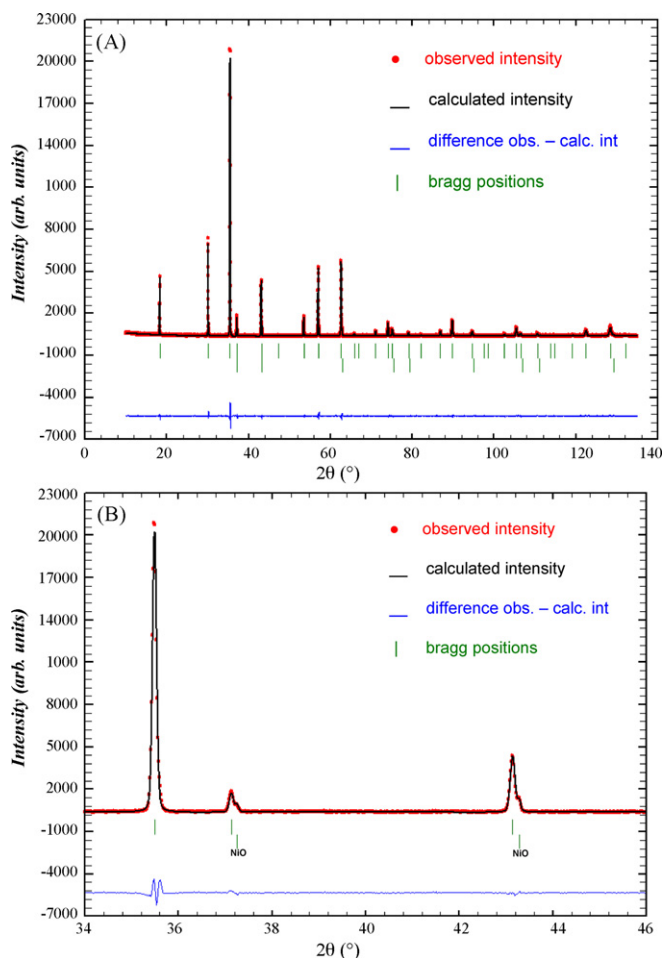 (A)
observed intensity
calculated intensity
difference obs. – calc. int
bragg positions
Intensity (arb. units)
23000
20000
17000
14000
11000
8000
5000
2000
-1000
-4000
-7000
0 20 40 60 80 100 120 140
2θ (°)
(B)
observed intensity
calculated intensity
difference obs. – calc. int
bragg positions
Intensity (arb. units)
23000
20000
17000
14000
11000
8000
5000
2000
-1000
-4000
-7000
NiO NiO
34 36 38 40 42 44 46
2θ (°)